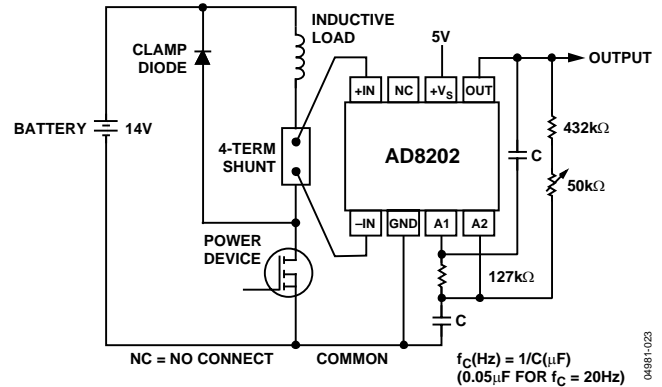 INDUCTIVE
LOAD
CLAMP
DIODE
5V
OUTPUT
+IN
NC
+VS
OUT
BATTERY
14V
4-TERM
SHUNT
AD8202
432kΩ
C
50kΩ
–IN
GND
A1
A2
POWER
DEVICE
127kΩ
C
NC = NO CONNECT
COMMON
fC(Hz) = 1/C(μF)
(0.05μF FOR fC = 20Hz)
04981-023